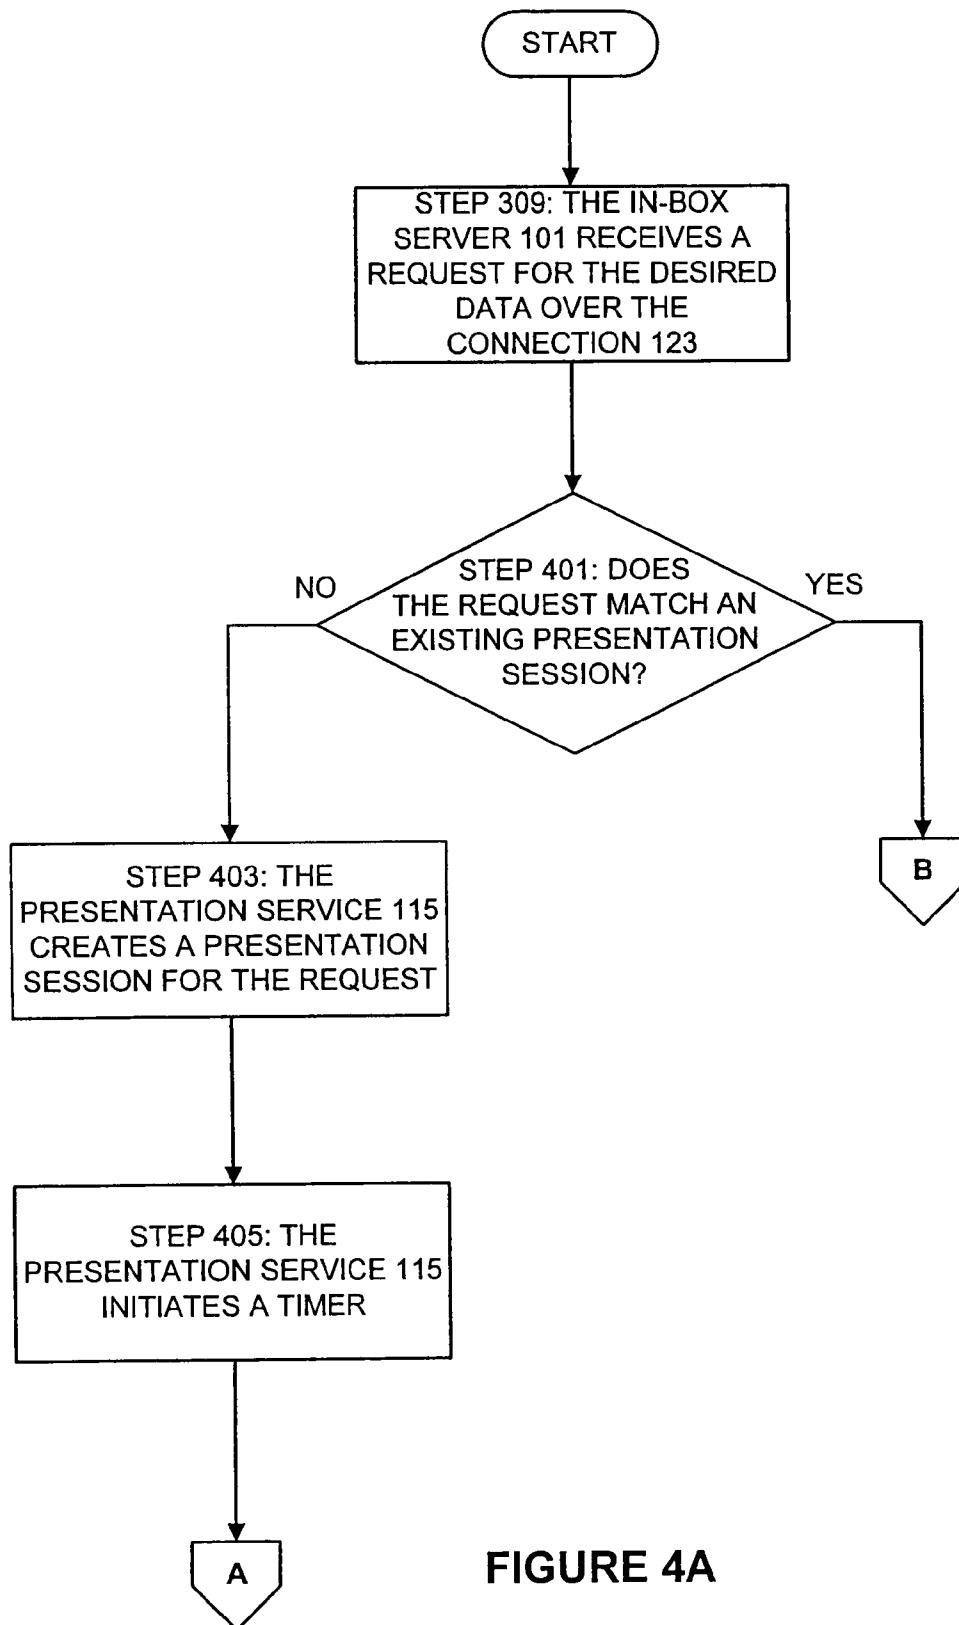 START
STEP 309: THE IN-BOX
SERVER 101 RECEIVES A
REQUEST FOR THE DESIRED
DATA OVER THE
CONNECTION 123
NO
STEP 401: DOES
THE REQUEST MATCH AN
EXISTING PRESENTATION
SESSION?
YES
STEP 403: THE
PRESENTATION SERVICE 115
CREATES A PRESENTATION
SESSION FOR THE REQUEST
B
STEP 405: THE
PRESENTATION SERVICE 115
INITIATES A TIMER
A
FIGURE 4A